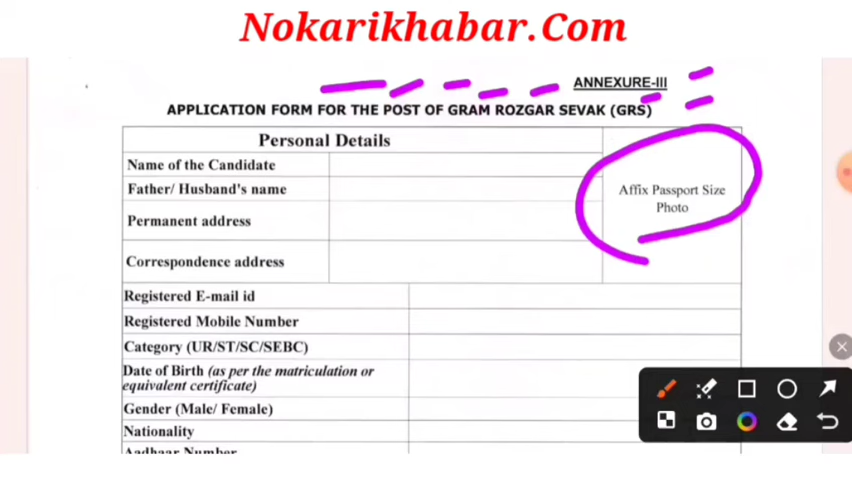 Nokarikhabar.Com
ANNEXURE-III
APPLICATION FORM FOR THE POST OF GRAM ROZGAR SEVAK (GRS)
Personal Details
Name of the Candidate
Father/ Husband's name
Permanent address
Correspondence address
Affix Passport Size
Photo
Registered E-mail id
Registered Mobile Number
Category (UR/ST/SC/SEBC)
Date of Birth (as per the matriculation or
equivalent certificate)
Gender (Male/ Female)
Nationality
Aadhaar Number